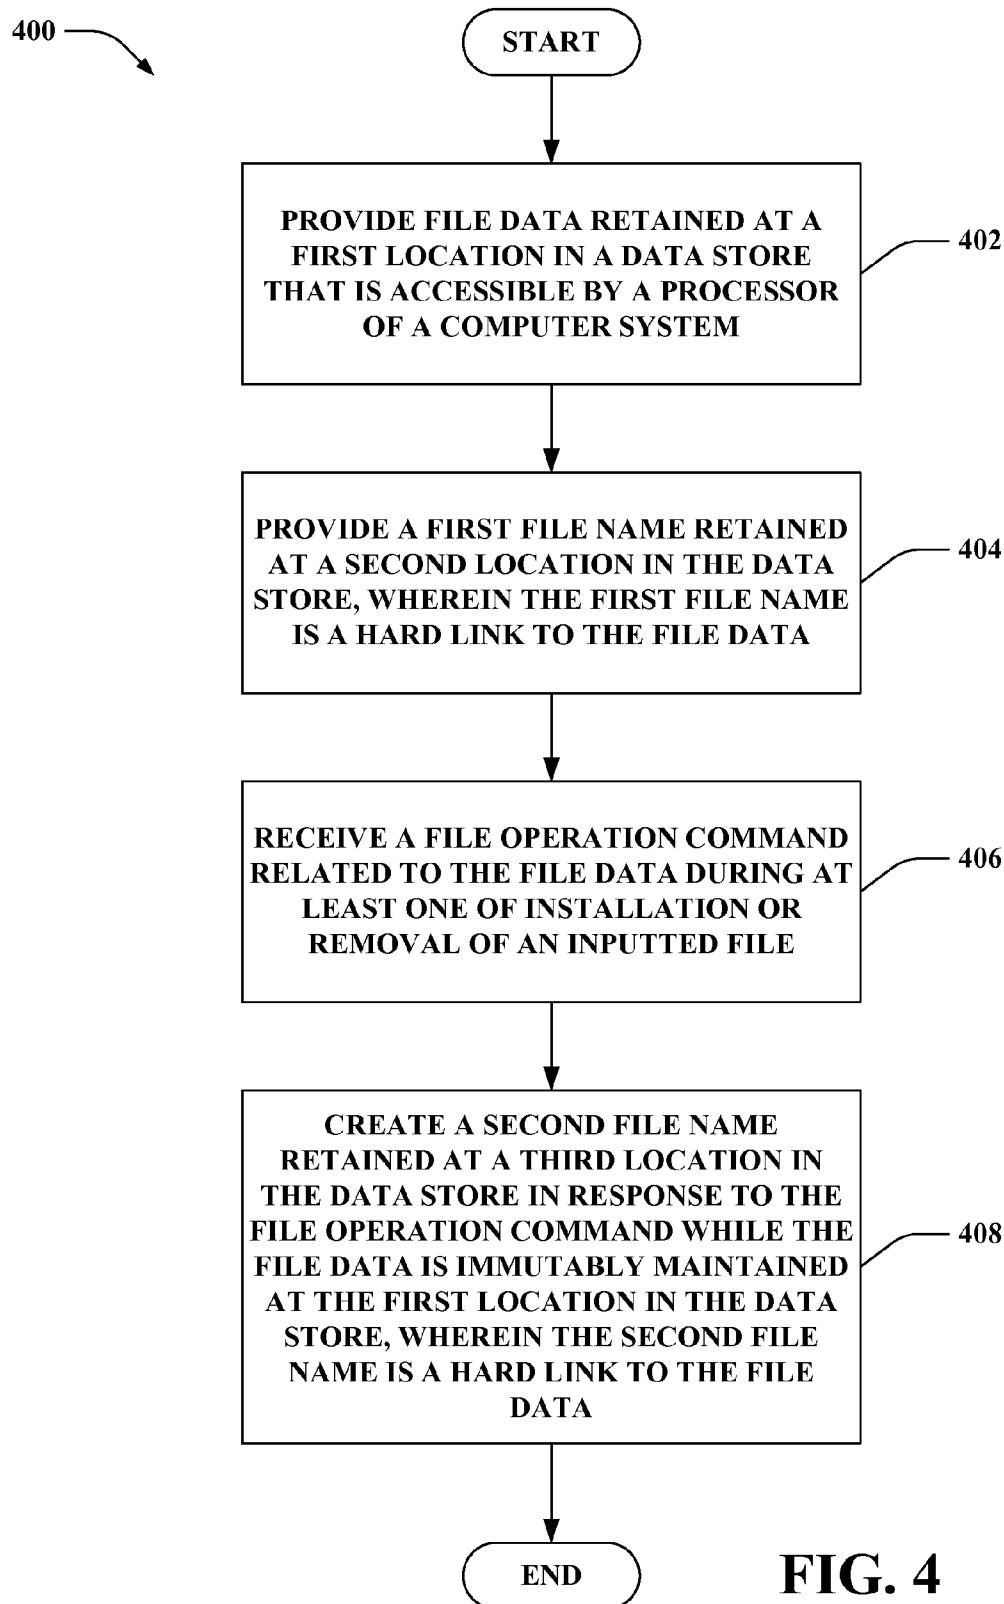 400
START
PROVIDE FILE DATA RETAINED AT A
FIRST LOCATION IN A DATA STORE
THAT IS ACCESSIBLE BY A PROCESSOR
OF A COMPUTER SYSTEM
402
PROVIDE A FIRST FILE NAME RETAINED
AT A SECOND LOCATION IN THE DATA
STORE, WHEREIN THE FIRST FILE NAME
IS A HARD LINK TO THE FILE DATA
404
RECEIVE A FILE OPERATION COMMAND
RELATED TO THE FILE DATA DURING AT
LEAST ONE OF INSTALLATION OR
REMOVAL OF AN INPUTTED FILE
406
CREATE A SECOND FILE NAME
RETAINED AT A THIRD LOCATION IN
THE DATA STORE IN RESPONSE TO THE
FILE OPERATION COMMAND WHILE THE
FILE DATA IS IMMUTABLY MAINTAINED
AT THE FIRST LOCATION IN THE DATA
STORE, WHEREIN THE SECOND FILE
NAME IS A HARD LINK TO THE FILE
DATA
408
END
FIG. 4